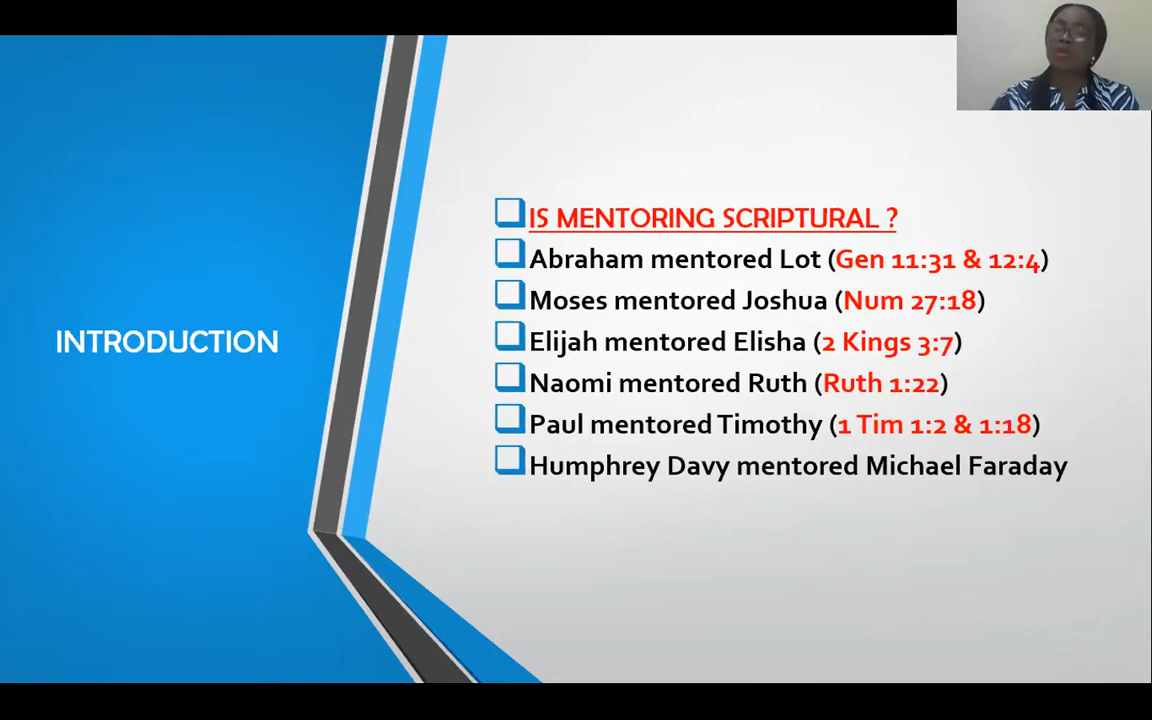 INTRODUCTION
IS MENTORING SCRIPTURAL ?
Abraham mentored Lot (Gen 11:31 & 12:4)
Moses mentored Joshua (Num 27:18)
Elijah mentored Elisha (2 Kings 3:7)
Naomi mentored Ruth (Ruth 1:22)
Paul mentored Timothy (1 Tim 1:2 & 1:18)
Humphrey Davy mentored Michael Faraday